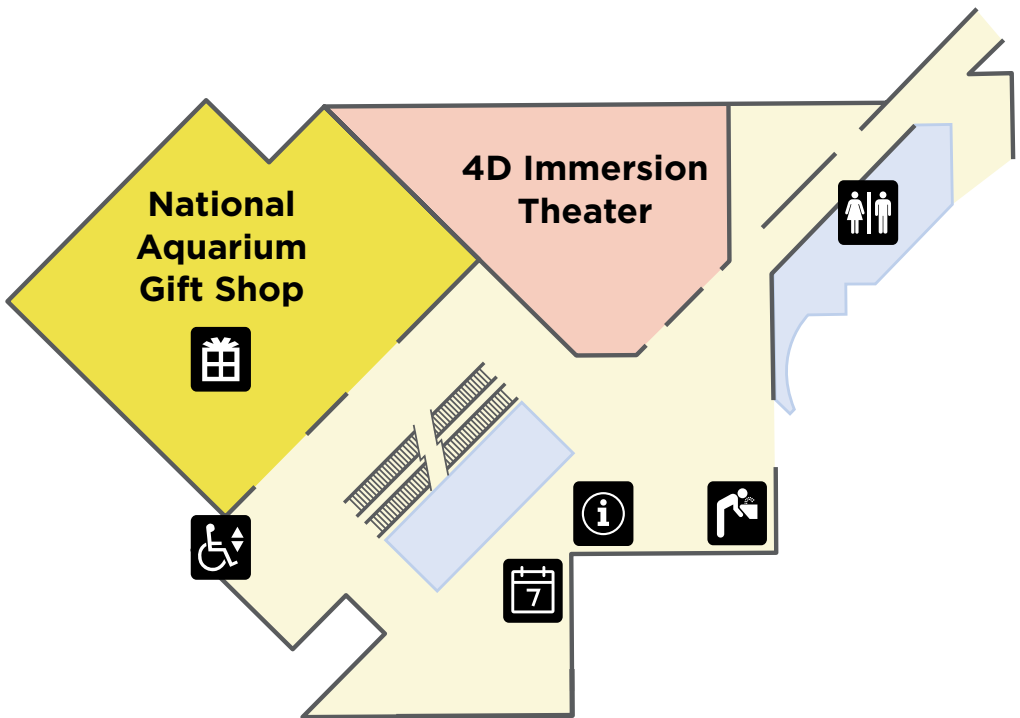 National
Aquarium
Gift Shop
4D Immersion
Theater
i
7